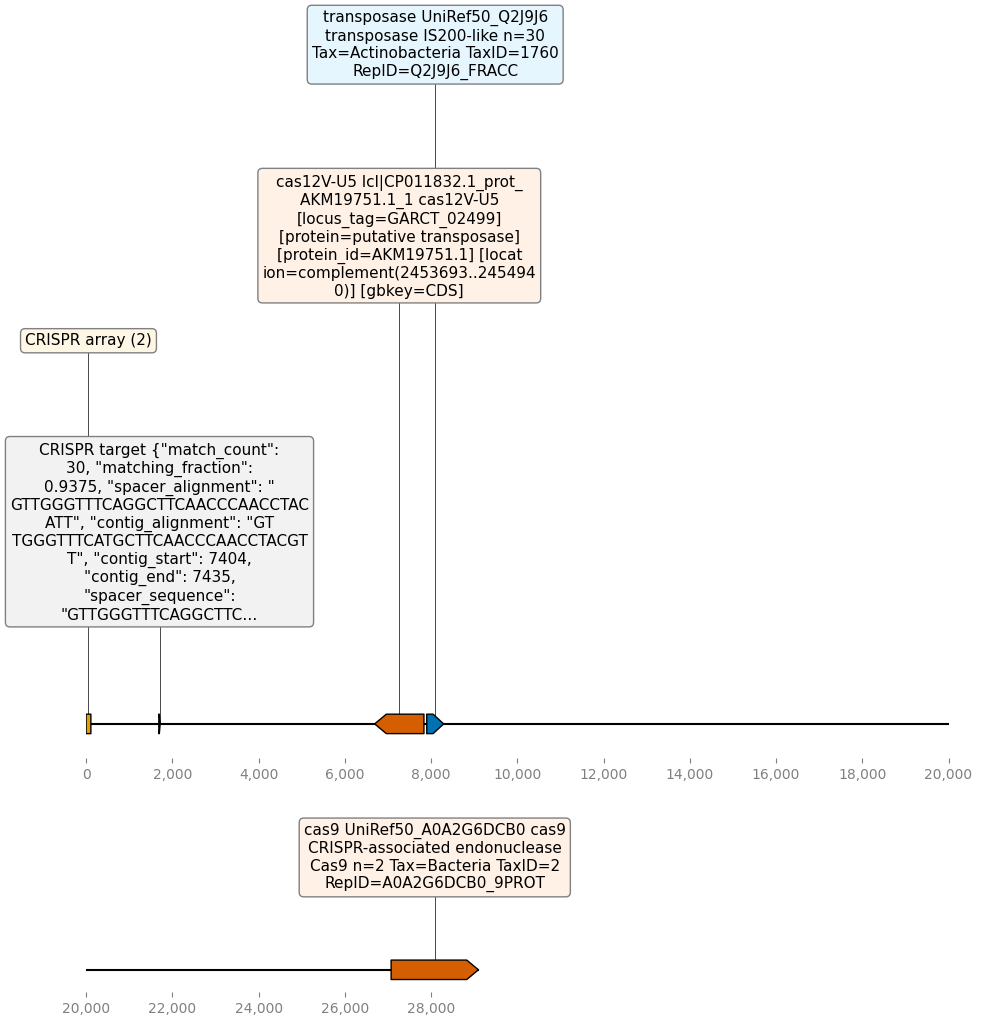 transposase UniRef50_Q2J9J6
transposase IS200-like n=30
Tax=Actinobacteria TaxID=1760
RepID=Q2J9J6_FRACC
cas12V-U5 lcl|CP011832.1_prot_
AKM19751.1_1 cas12V-U5
[locus_tag=GARCT_02499]
[protein=putative transposase]
[protein_id=AKM19751.1] [locat
ion=complement(2453693..245494
0)] [gbkey=CDS]
CRISPR array (2)
CRISPR target {"match_count":
30, "matching_fraction":
0.9375, "spacer_alignment": "
GTTGGGTTTCAGGCTTCAACCCAACCTAC
ATT", "contig_alignment": "GT
TGGGTTTCATGCTTCAACCCAACCTACGT
T", "contig_start": 7404,
"contig_end": 7435,
"spacer_sequence":
"GTTGGGTTTCAGGCTTC...
0 2,000 4,000 6,000 8,000 10,000 12,000 14,000 16,000 18,000 20,000
cas9 UniRef50_A0A2G6DCB0 cas9
CRISPR-associated endonuclease
Cas9 n=2 Tax=Bacteria TaxID=2
RepID=A0A2G6DCB0_9PROT
20,000 22,000 24,000 26,000 28,000